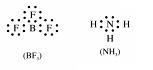 F
F B F H N H
H
(BF₃) (NH₃)